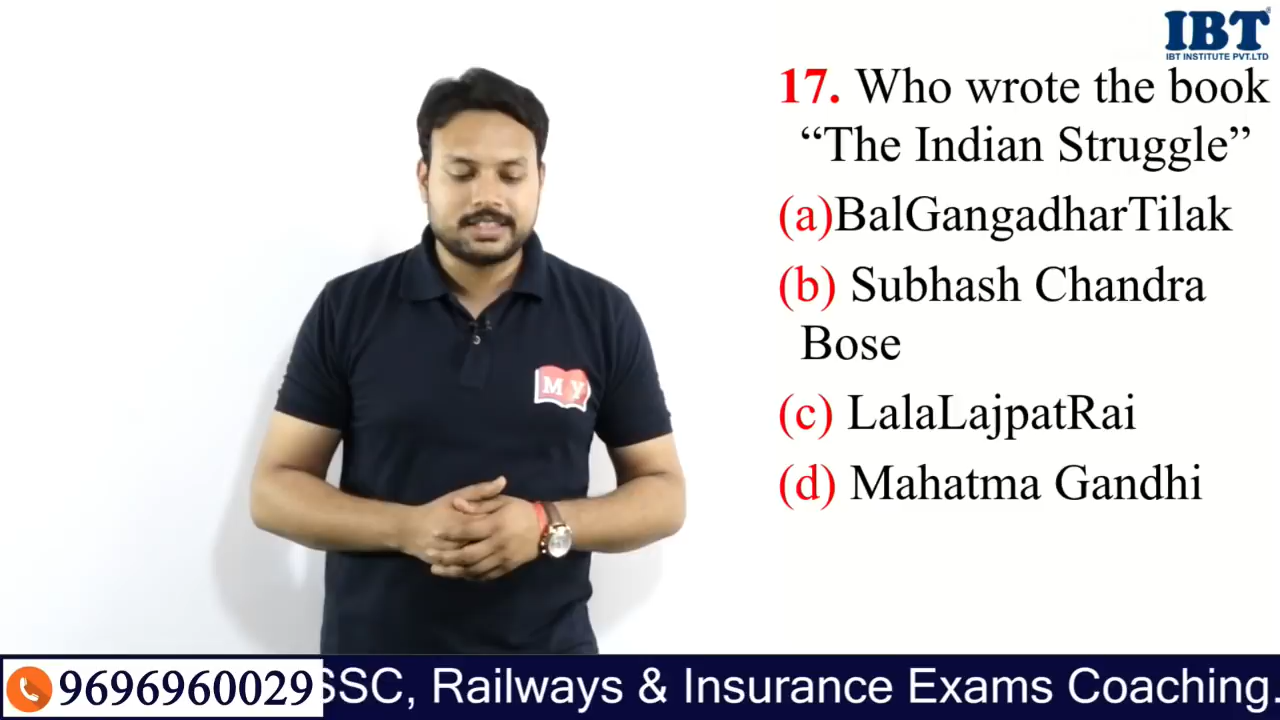 IBT
IBT INSTITUTE PVT.LTD
17. Who wrote the book
“The Indian Struggle”
(a)BalGangadharTilak
(b) Subhash Chandra
Bose
(c) LalaLajpatRai
(d) Mahatma Gandhi
M Y
9696960029 SSC, Railways & Insurance Exams Coaching.